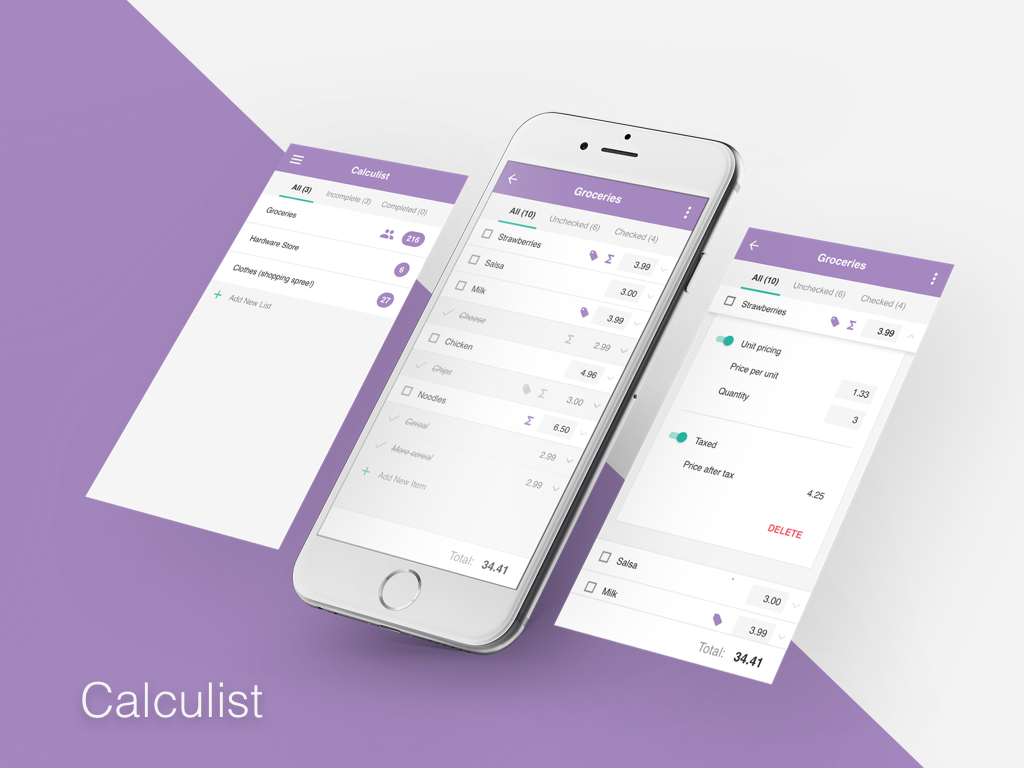 Calculist
All (3) Incomplete (3) Completed (0)
Groceries 216
Hardware Store 6
Clothes (shopping spree!) 27
+ Add New List
Groceries
All (10) Unchecked (6) Checked (4)
Strawberries Σ 3.99
Salsa 3.00
Milk 3.99
Cheese Σ 2.99
Chicken 4.96
Chips Σ 3.00
Noodles Σ 6.50
Cereal 2.99
More cereal 2.99
+ Add New Item
Total: 34.41
Groceries
All (10) Unchecked (6) Checked (4)
Strawberries Σ 3.99
Unit pricing
Price per unit 1.33
Quantity 3
Taxed
Price after tax 4.25
DELETE
Salsa 3.00
Milk 3.99
Total: 34.41
Calculist